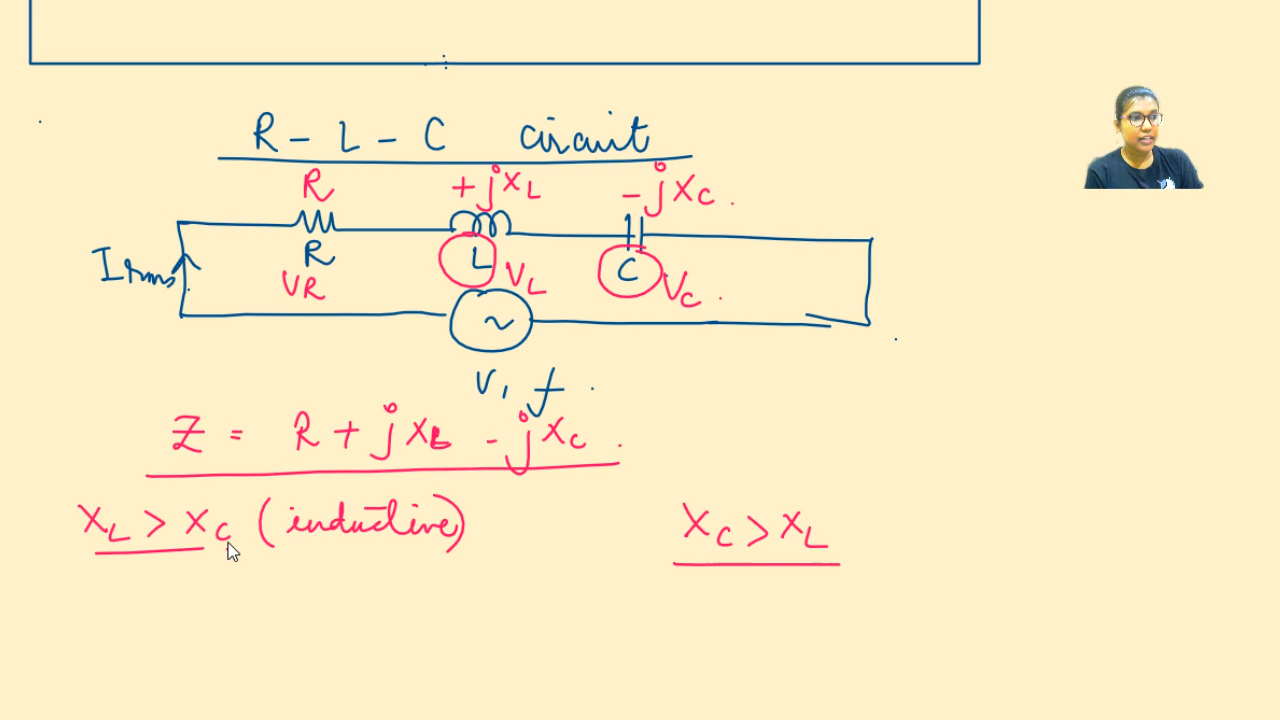 R - L - C circuit
R +jXL -jXC.
R L C
Irms VR VL VC.
~
V, f
Z = R + jXL - jXC.
XL > XC (inductive) XC > XL